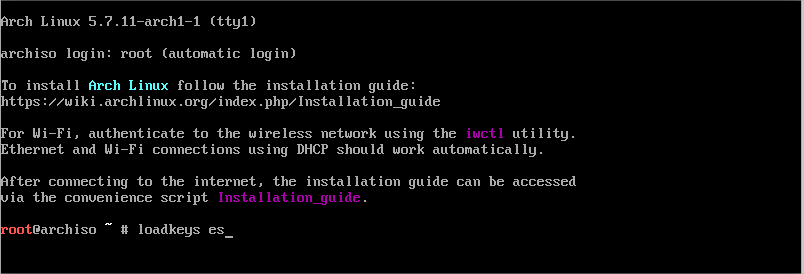 Arch Linux 5.7.11-arch1-1 (tty1)
archiso login: root (automatic login)
To install Arch Linux follow the installation guide:
https://wiki.archlinux.org/index.php/Installation_guide
For Wi-Fi, authenticate to the wireless network using the iwctl utility.
Ethernet and Wi-Fi connections using DHCP should work automatically.
After connecting to the internet, the installation guide can be accessed
via the convenience script Installation_guide.
root@archiso ~ # loadkeys es_